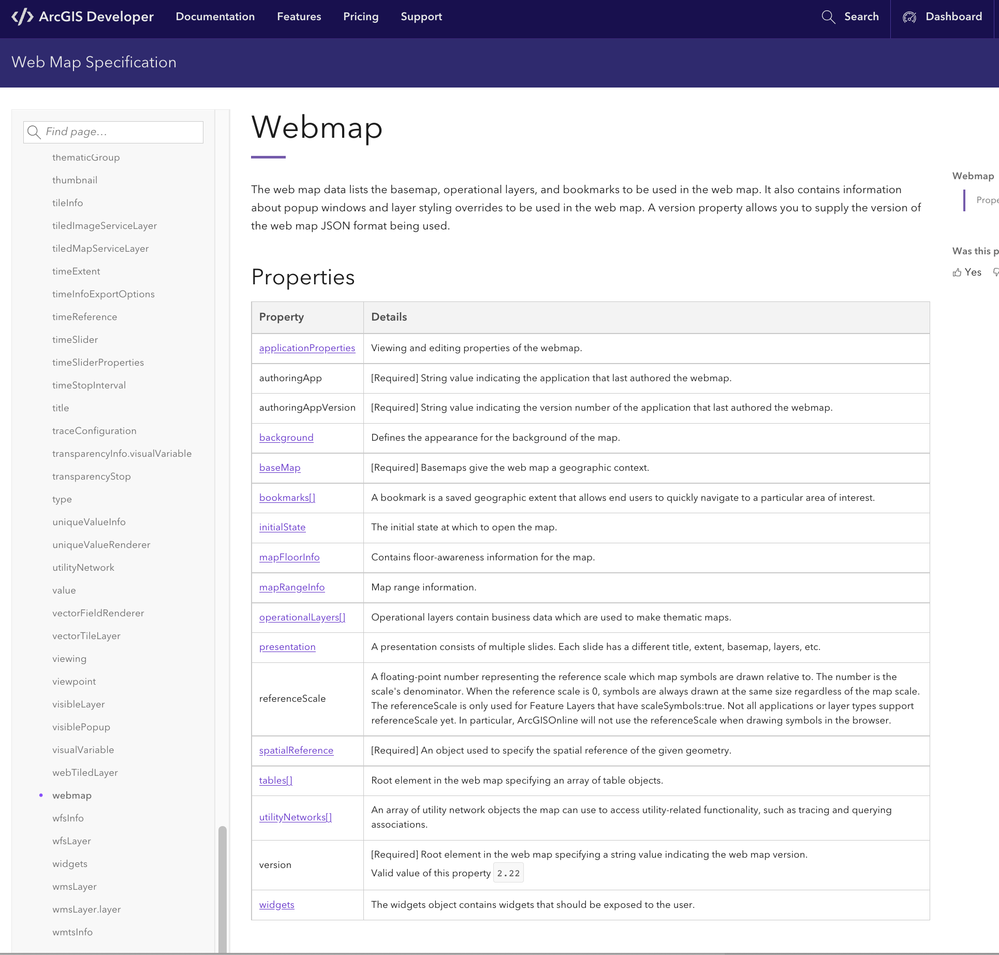 </> ArcGIS Developer Documentation Features Pricing Support Search Dashboard
Web Map Specification
Find page...
thematicGroup
thumbnail
tileInfo
tiledImageServiceLayer
tiledMapServiceLayer
timeExtent
timeInfoExportOptions
timeReference
timeSlider
timeSliderProperties
timeStopInterval
title
traceConfiguration
transparencyInfo.visualVariable
transparencyStop
type
uniqueValueInfo
uniqueValueRenderer
utilityNetwork
value
vectorFieldRenderer
vectorTileLayer
viewing
viewpoint
visibleLayer
visiblePopup
visualVariable
webTiledLayer
webmap
wfsInfo
wfsLayer
widgets
wmsLayer
wmsLayer.layer
wmtsInfo
Webmap
The web map data lists the basemap, operational layers, and bookmarks to be used in the web map. It also contains information
about popup windows and layer styling overrides to be used in the web map. A version property allows you to supply the version of
the web map JSON format being used.
Properties
Property Details
applicationProperties Viewing and editing properties of the webmap.
authoringApp [Required] String value indicating the application that last authored the webmap.
authoringAppVersion [Required] String value indicating the version number of the application that last authored the webmap.
background Defines the appearance for the background of the map.
baseMap [Required] Basemaps give the web map a geographic context.
bookmarks[] A bookmark is a saved geographic extent that allows end users to quickly navigate to a particular area of interest.
initialState The initial state at which to open the map.
mapFloorInfo Contains floor-awareness information for the map.
mapRangeInfo Map range information.
operationalLayers[] Operational layers contain business data which are used to make thematic maps.
presentation A presentation consists of multiple slides. Each slide has a different title, extent, basemap, layers, etc.
referenceScale A floating-point number representing the reference scale which map symbols are drawn relative to. The number is the
scale's denominator. When the reference scale is 0, symbols are always drawn at the same size regardless of the map scale.
The referenceScale is only used for Feature Layers that have scaleSymbols:true. Not all applications or layer types support
referenceScale yet. In particular, ArcGISOnline will not use the referenceScale when drawing symbols in the browser.
spatialReference [Required] An object used to specify the spatial reference of the given geometry.
tables[] Root element in the web map specifying an array of table objects.
utilityNetworks[] An array of utility network objects the map can use to access utility-related functionality, such as tracing and querying
associations.
version [Required] Root element in the web map specifying a string value indicating the web map version.
Valid value of this property 2.22
widgets The widgets object contains widgets that should be exposed to the user.
Webmap
Prope
Was this p
Yes